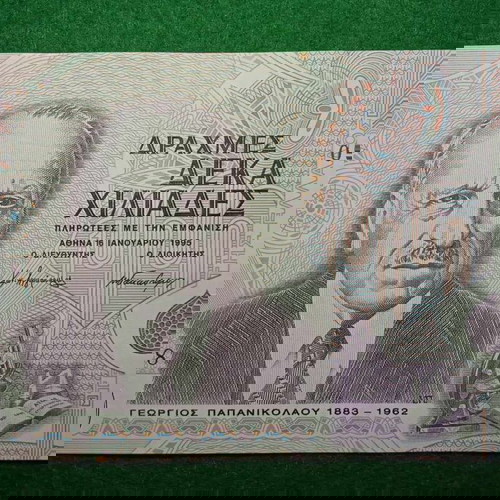 ΔΡΑΧΜΕΣ
ΔΕΚΑ
ΧΙΛΙΑΔΕΣ
ΠΛΗΡΩΤΕΕΣ ΜΕ ΤΗΝ ΕΜΦΑΝΙΣΗ
ΑΘΗΝΑ 16 ΙΑΝΟΥΑΡΙΟΥ 1995
Ο ΔΙΕΥΘΥΝΤΗΣ Ο ΔΙΟΙΚΗΤΗΣ
ΓΕΩΡΓΙΟΣ ΠΑΠΑΝΙΚΟΛΑΟΥ 1883 – 1962